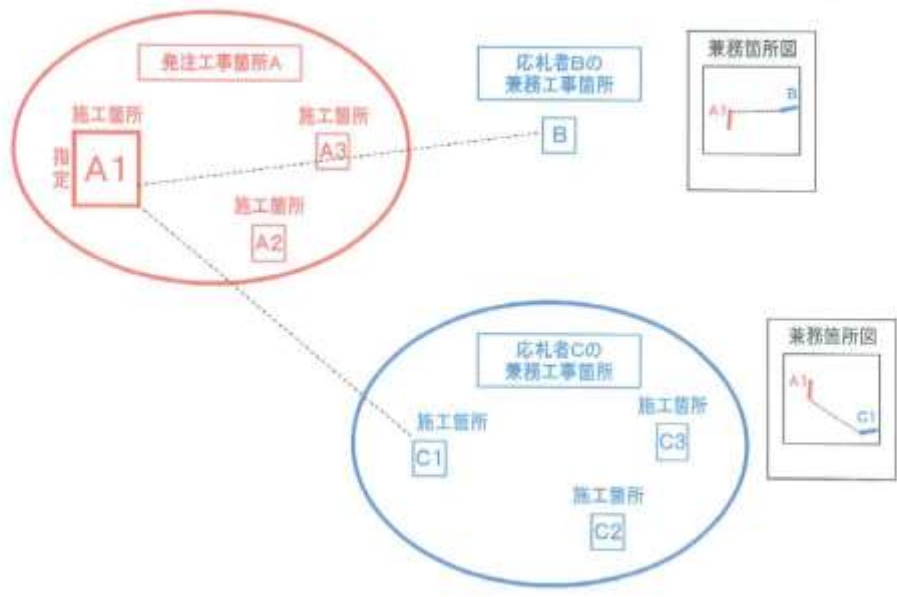 発注工事箇所A
施工箇所
指定
A1
施工箇所
A3
施工箇所
A2
応札者Bの
兼務工事箇所
B
兼務箇所図
A1
B
応札者Cの
兼務工事箇所
施工箇所
C1
施工箇所
C3
施工箇所
C2
兼務箇所図
A1
C1